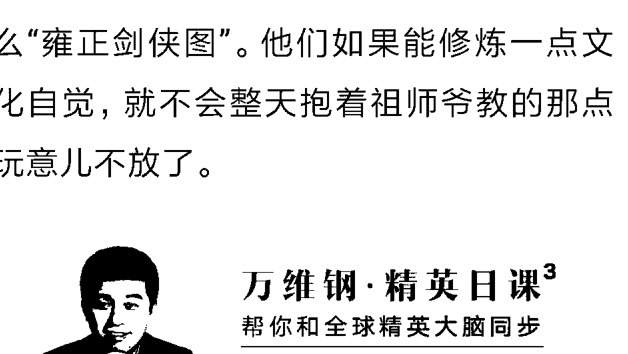 么“雍正剑侠图”。他们如果能修炼一点文
化自觉，就不会整天抱着祖师爷教的那点
玩意儿不放了。
万维钢·精英日课3
帮你和全球精英大脑同步